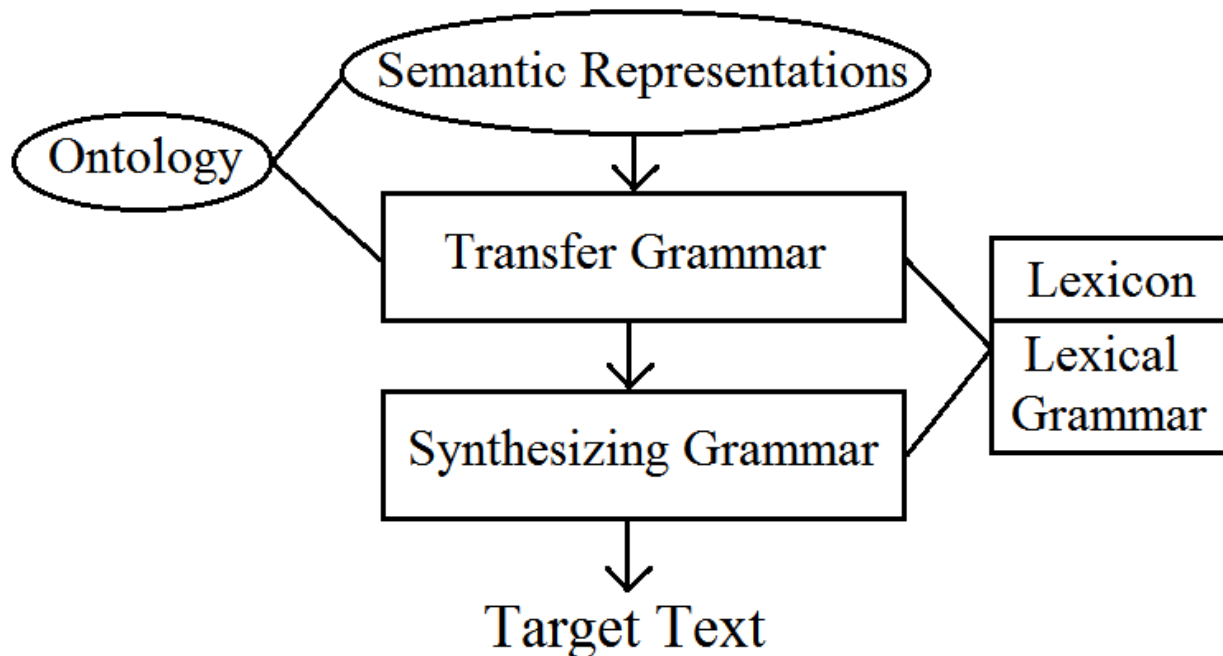 Semantic Representations
Ontology
Transfer Grammar
Lexicon
Lexical
Grammar
Synthesizing Grammar
Target Text